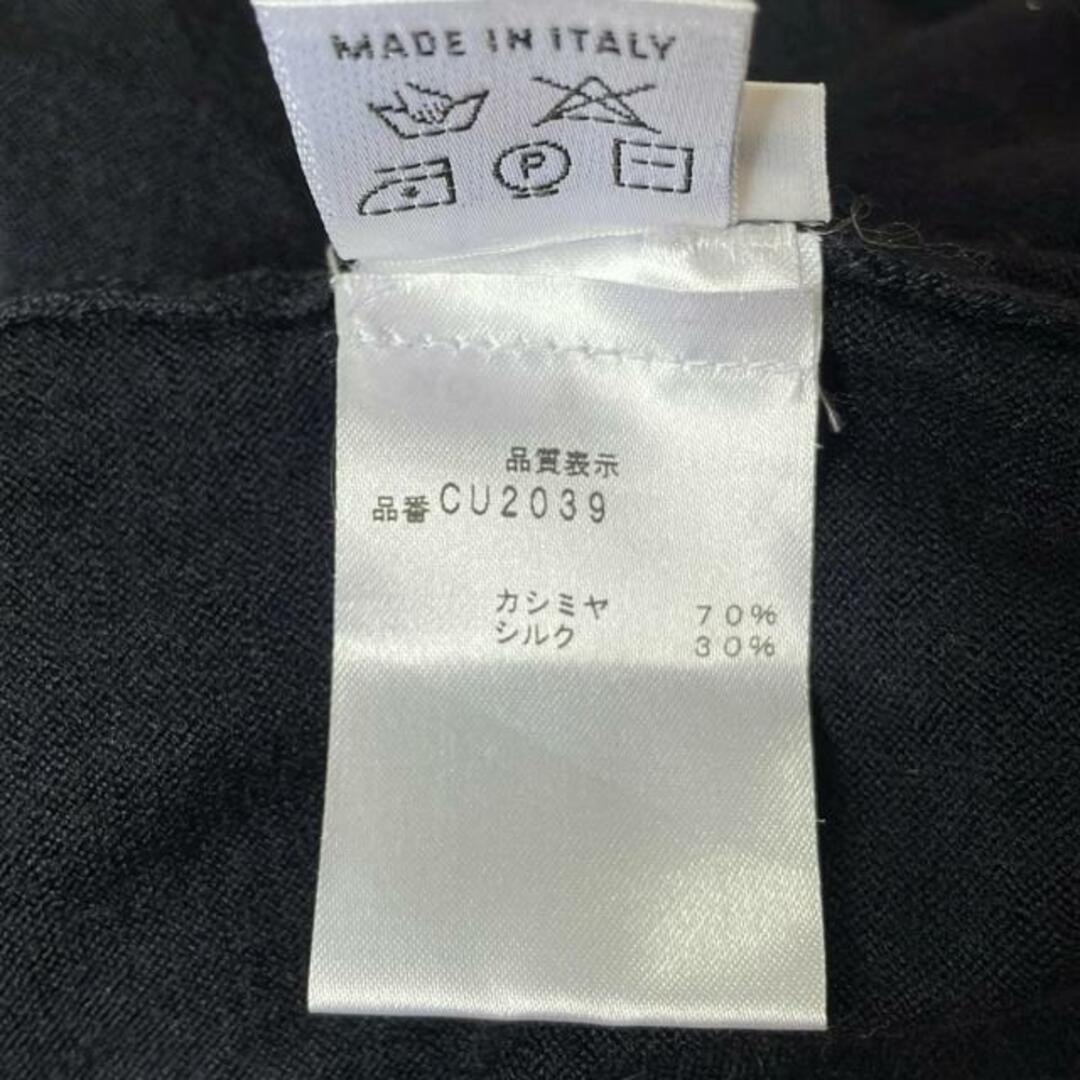 MADE IN ITALY
P
品質表示
品番CU2039
カシミヤ 70%
シルク 30%